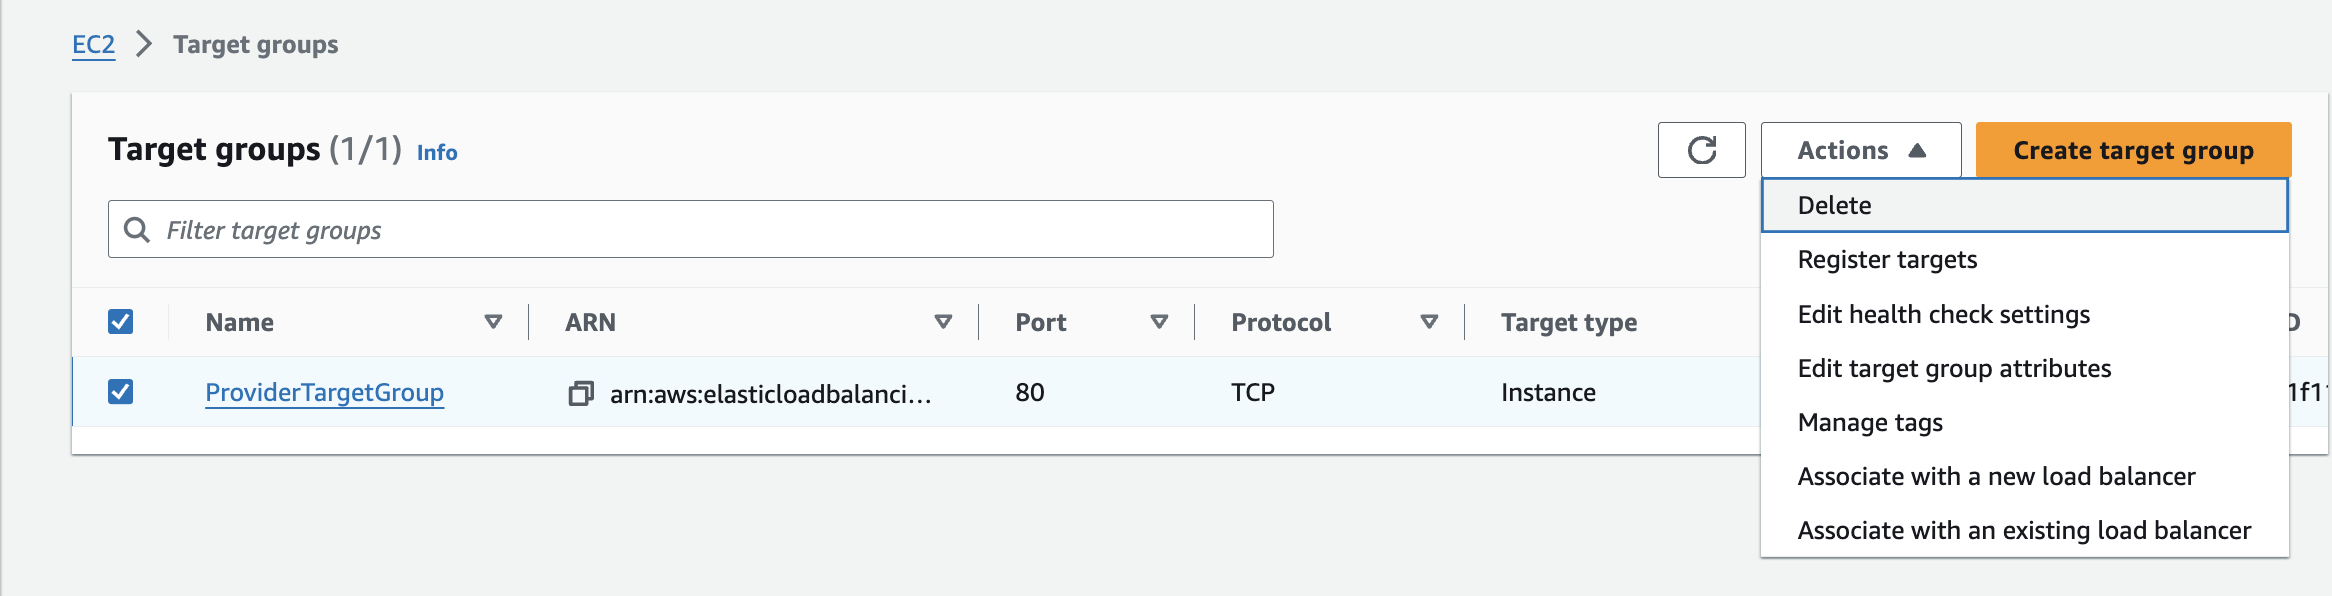 EC2 > Target groups
Target groups (1/1) Info
Actions
Create target group
Filter target groups
Delete
Register targets
Edit health check settings
Edit target group attributes
Manage tags
Associate with a new load balancer
Associate with an existing load balancer
Name ARN Port Protocol Target type
ProviderTargetGroup arn:aws:elasticloadbalanci... 80 TCP Instance